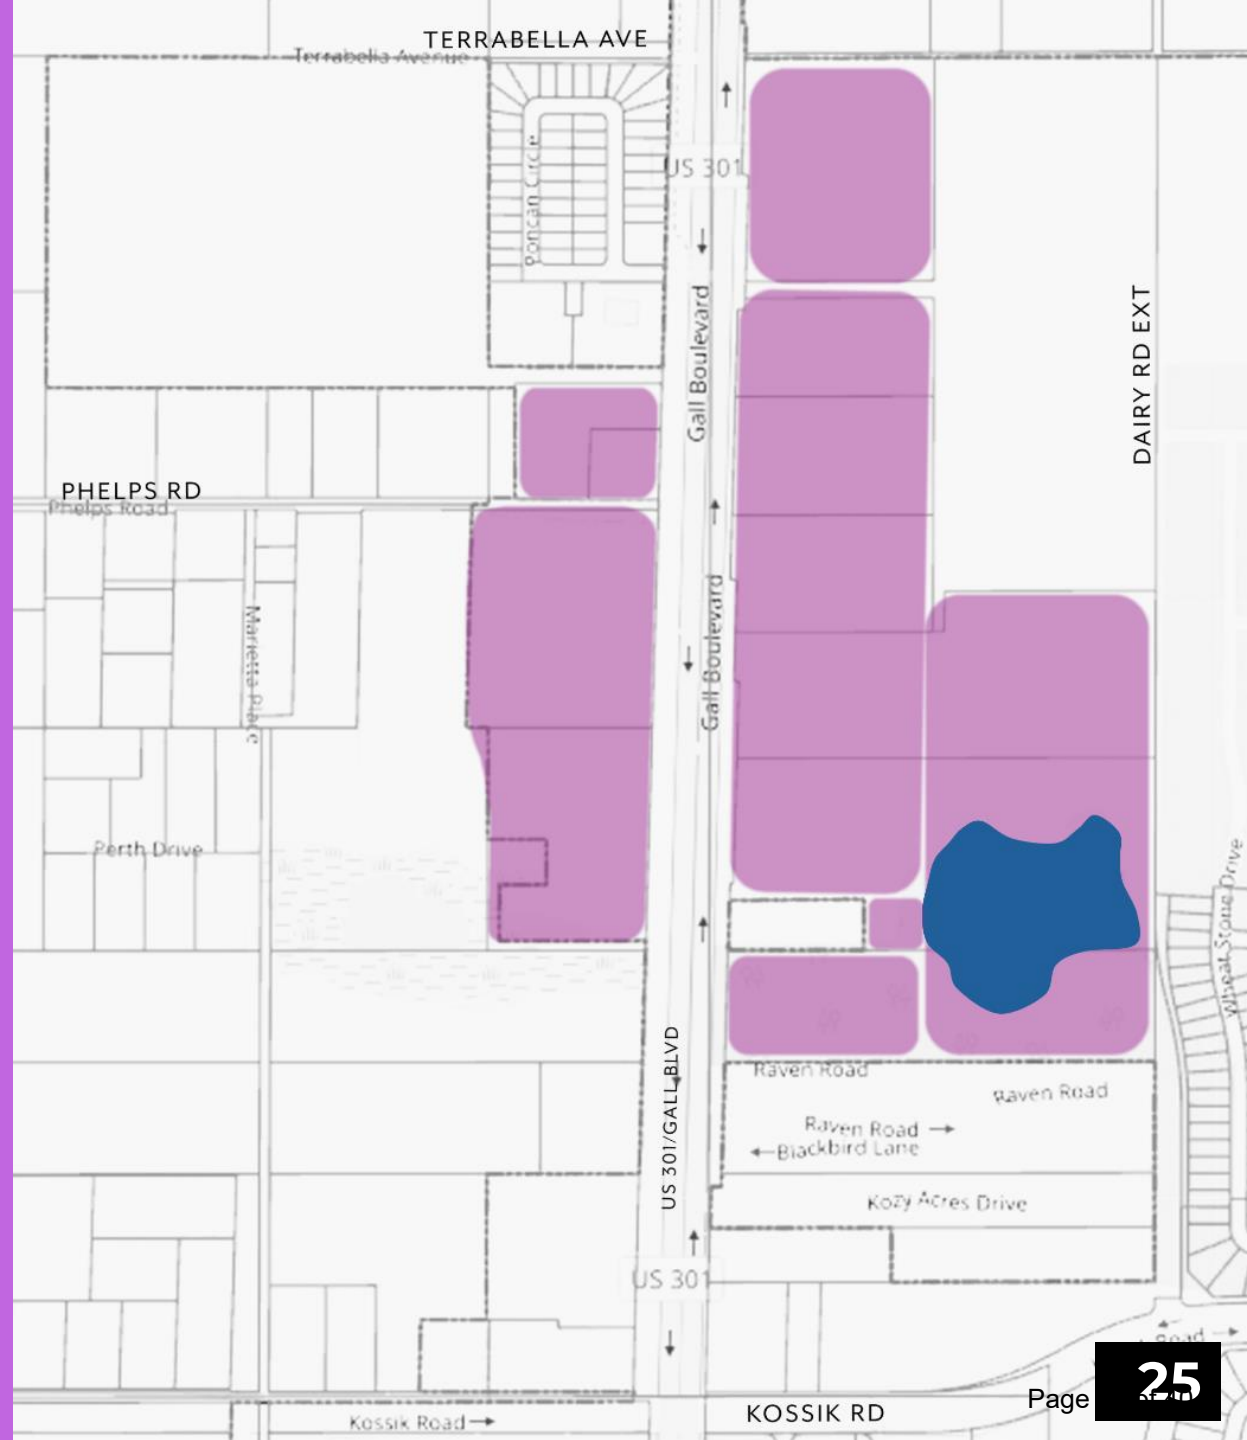 TERRABELLA AVE
Terrabella Avenue
Poncan Circle
US 301
Gall Boulevard
DAIRY RD EXT
PHELPS RD
Phelps Road
Marietta Place
Gall Boulevard
Perth Drive
Wheat Stone Drive
US 301/GALL BLVD
Raven Road
Raven Road
Raven Road
Blackbird Lane
Kozy Acres Drive
US 301
Road
25
Page
KOSSIK RD
Kossik Road